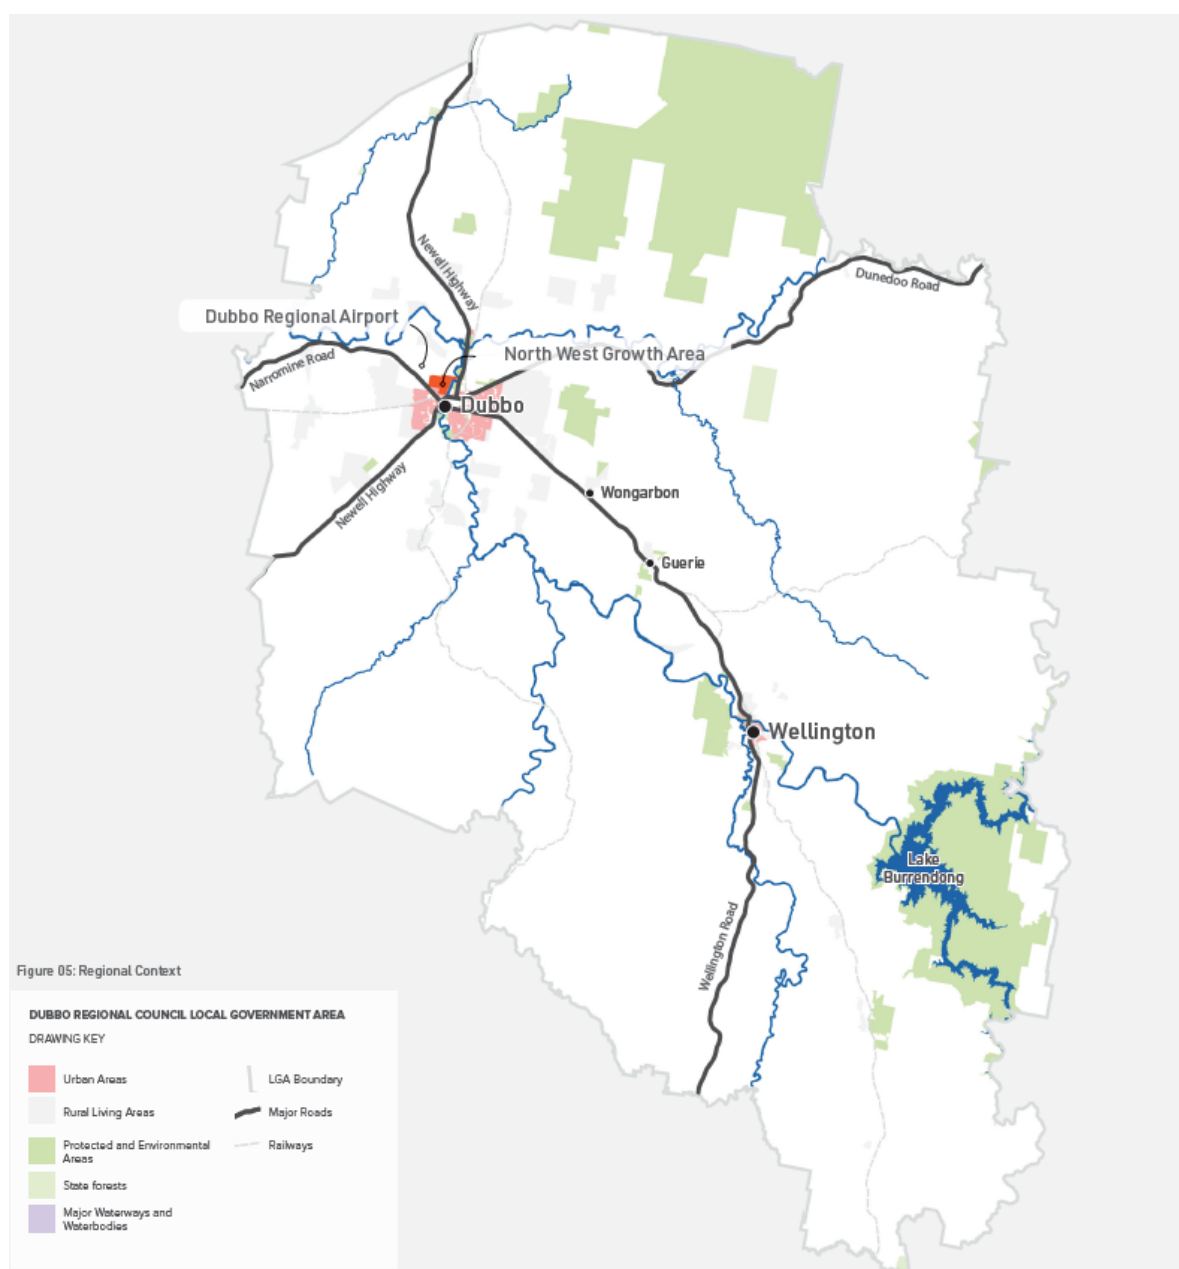 Newell Highway
Dunedoo Road
Dubbo Regional Airport
North West Growth Area
Narromine Road
Dubbo
Newell Highway
Wongarbon
Guerie
Wellington
Lake
Burrendong
Wellington Road
Figure 05: Regional Context
DUBBO REGIONAL COUNCIL LOCAL GOVERNMENT AREA
DRAWING KEY
Urban Areas
LGA Boundary
Rural Living Areas
Major Roads
Protected and Environmental
Areas
Railways
State forests
Major Waterways and
Waterbodies